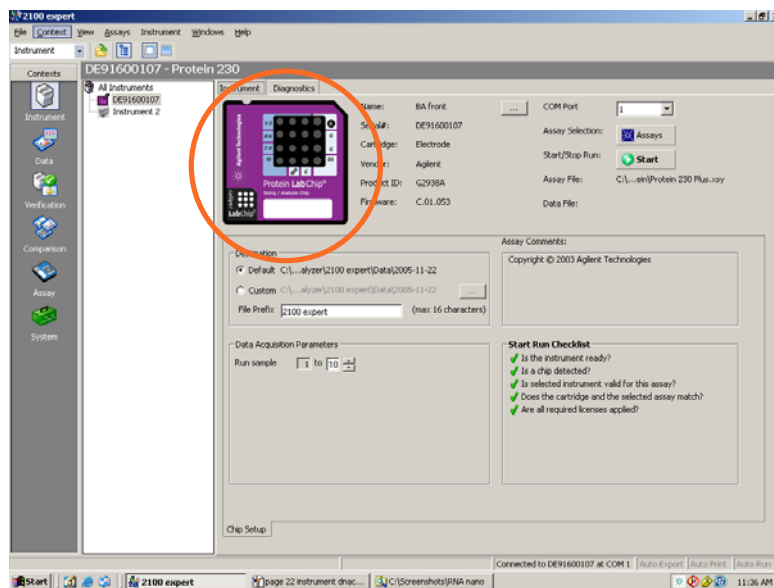 2100 expert
File Context View Assays Instrument Windows Help
Instrument
Contexts
Instrument
Data
Verification
Comparison
Assay
System
DE91600107 - Protein 230
All Instruments
DE91600107
Instrument 2
Instrument Diagnostics
Agilent Technologies
Protein LabChip®
Sizing / Analysis Chip
LabChip
Name: BA front ...
Serial#: DE91600107
Cartridge: Electrode
Vendor: Agilent
Product ID: G2938A
Firmware: C.01.053
COM Port 1
Assay Selection: Assays
Start/Stop Run: Start
Assay File: C:\...ein\Protein 230 Plus.xsy
Data File:
Destination
Default C:\...alyzer\2100 expert\Data\2005-11-22
Custom C:\...alyzer\2100 expert\Data\2005-11-22 ...
File Prefix 2100 expert (max 16 characters)
Assay Comments:
Copyright © 2003 Agilent Technologies
Data Acquisition Parameters
Run sample 1 to 10
Start Run Checklist
Is the instrument ready?
Is a chip detected?
Is selected instrument valid for this assay?
Does the cartridge and the selected assay match?
Are all required licenses applied?
Chip Setup
Connected to DE91600107 at COM 1 Auto Export Auto Print Auto Run
Start 2100 expert page 22 instrument dnac... C:\Screenshots\RNA nano 11:36 AM